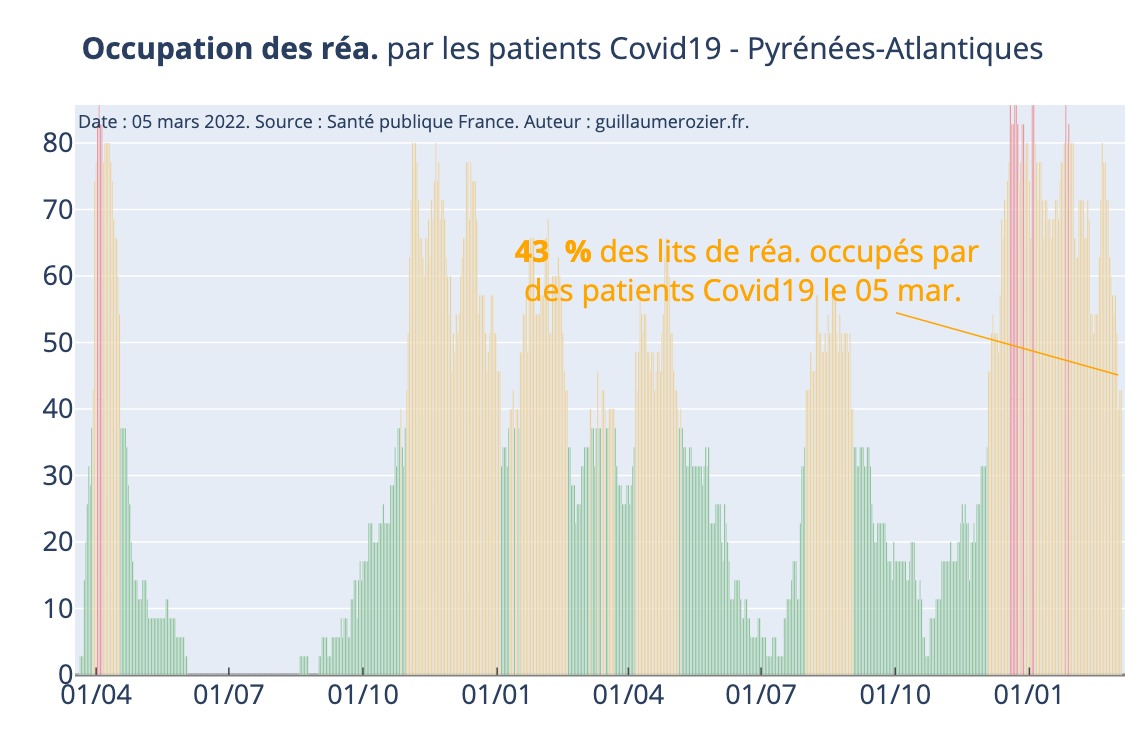 Occupation des réa. par les patients Covid19 - Pyrénées-Atlantiques
Date : 05 mars 2022. Source : Santé publique France. Auteur : guillaumerozier.fr.
80
70
43 % des lits de réa. occupés par
des patients Covid19 le 05 mar.
60
50
40
30
20
10
0
01/04 01/07 01/10 01/01 01/04 01/07 01/10 01/01